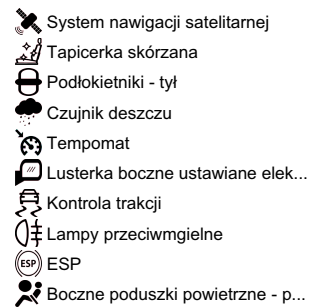 System nawigacji satelitarnej
Tapicerka skórzana
Podłokietniki - tył
Czujnik deszczu
Tempomat
Lusterka boczne ustawiane elek...
Kontrola trakcji
Lampy przeciwmgielne
ESP ESP
Boczne poduszki powietrzne - p...